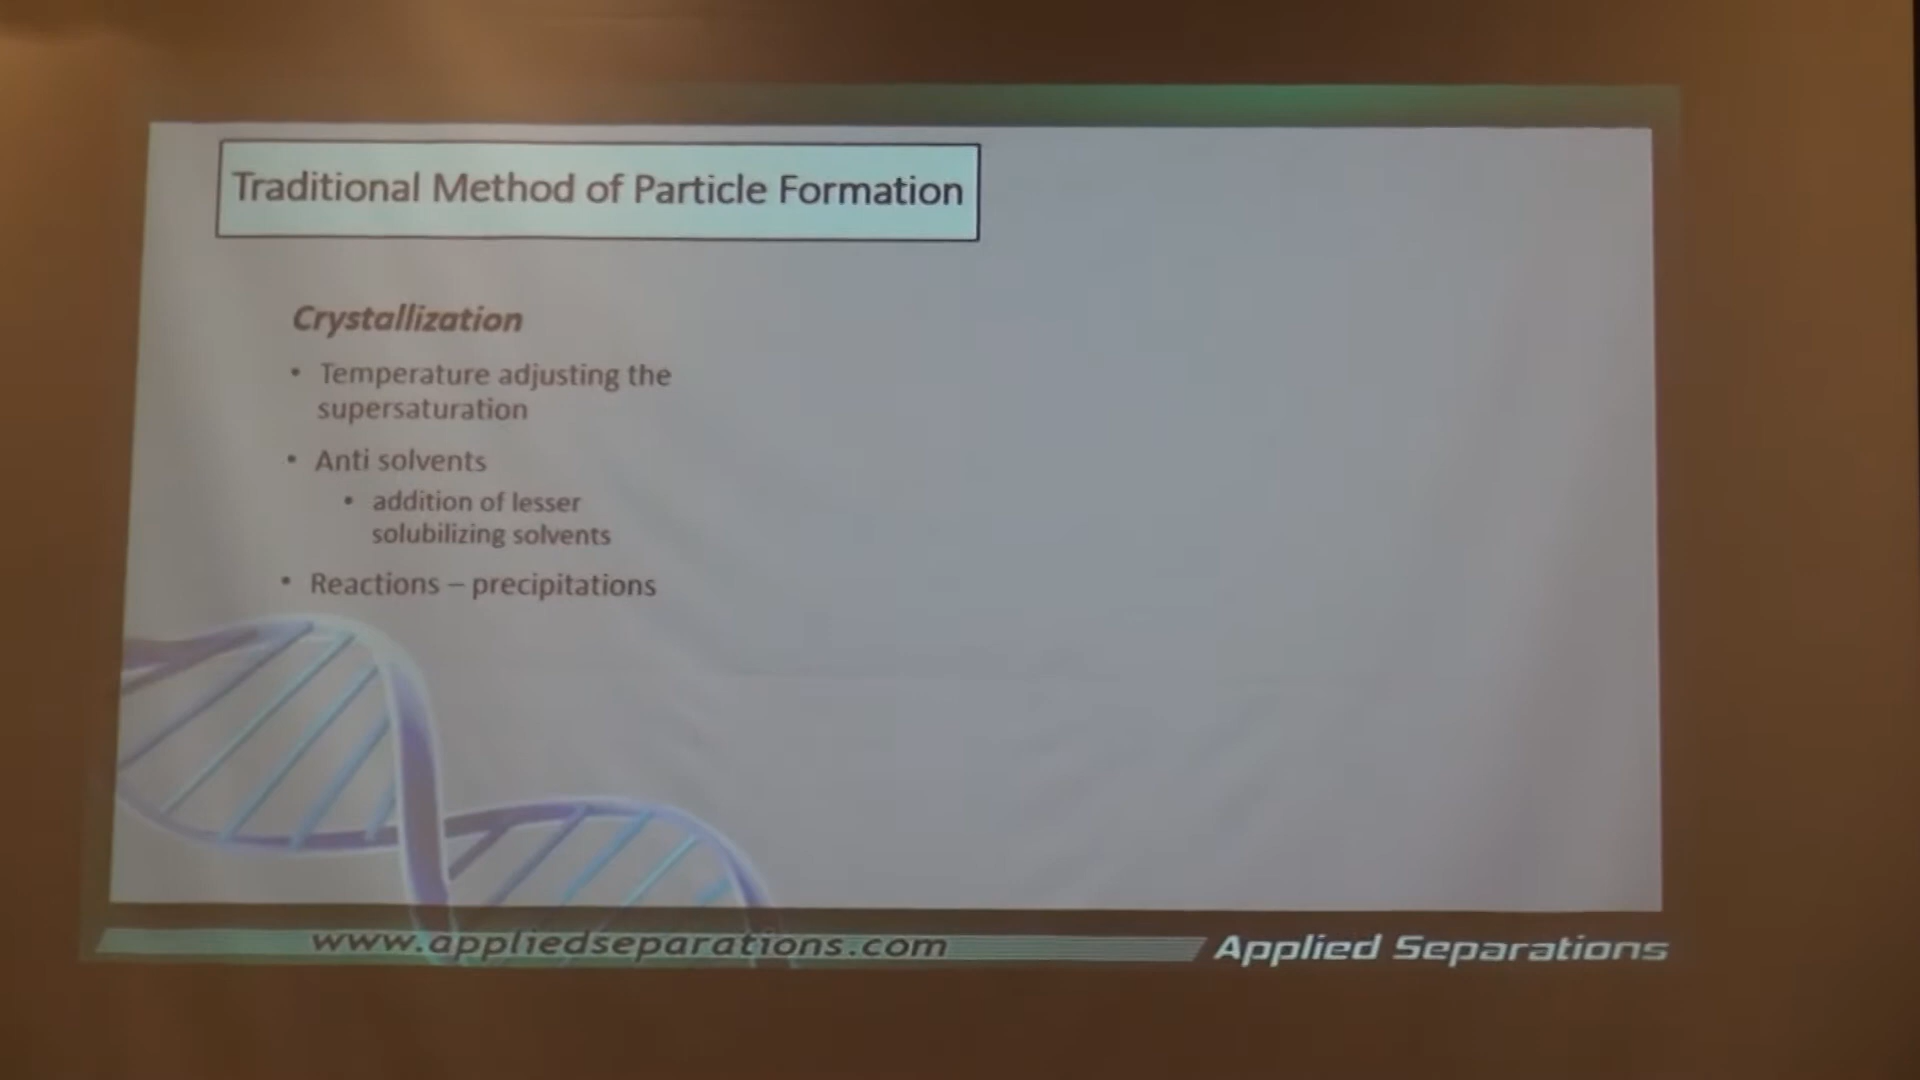 Traditional Method of Particle Formation
Crystallization
• Temperature adjusting the
supersaturation
• Anti solvents
• addition of lesser
solubilizing solvents
• Reactions – precipitations
www.appliedseparations.com
Applied Separations